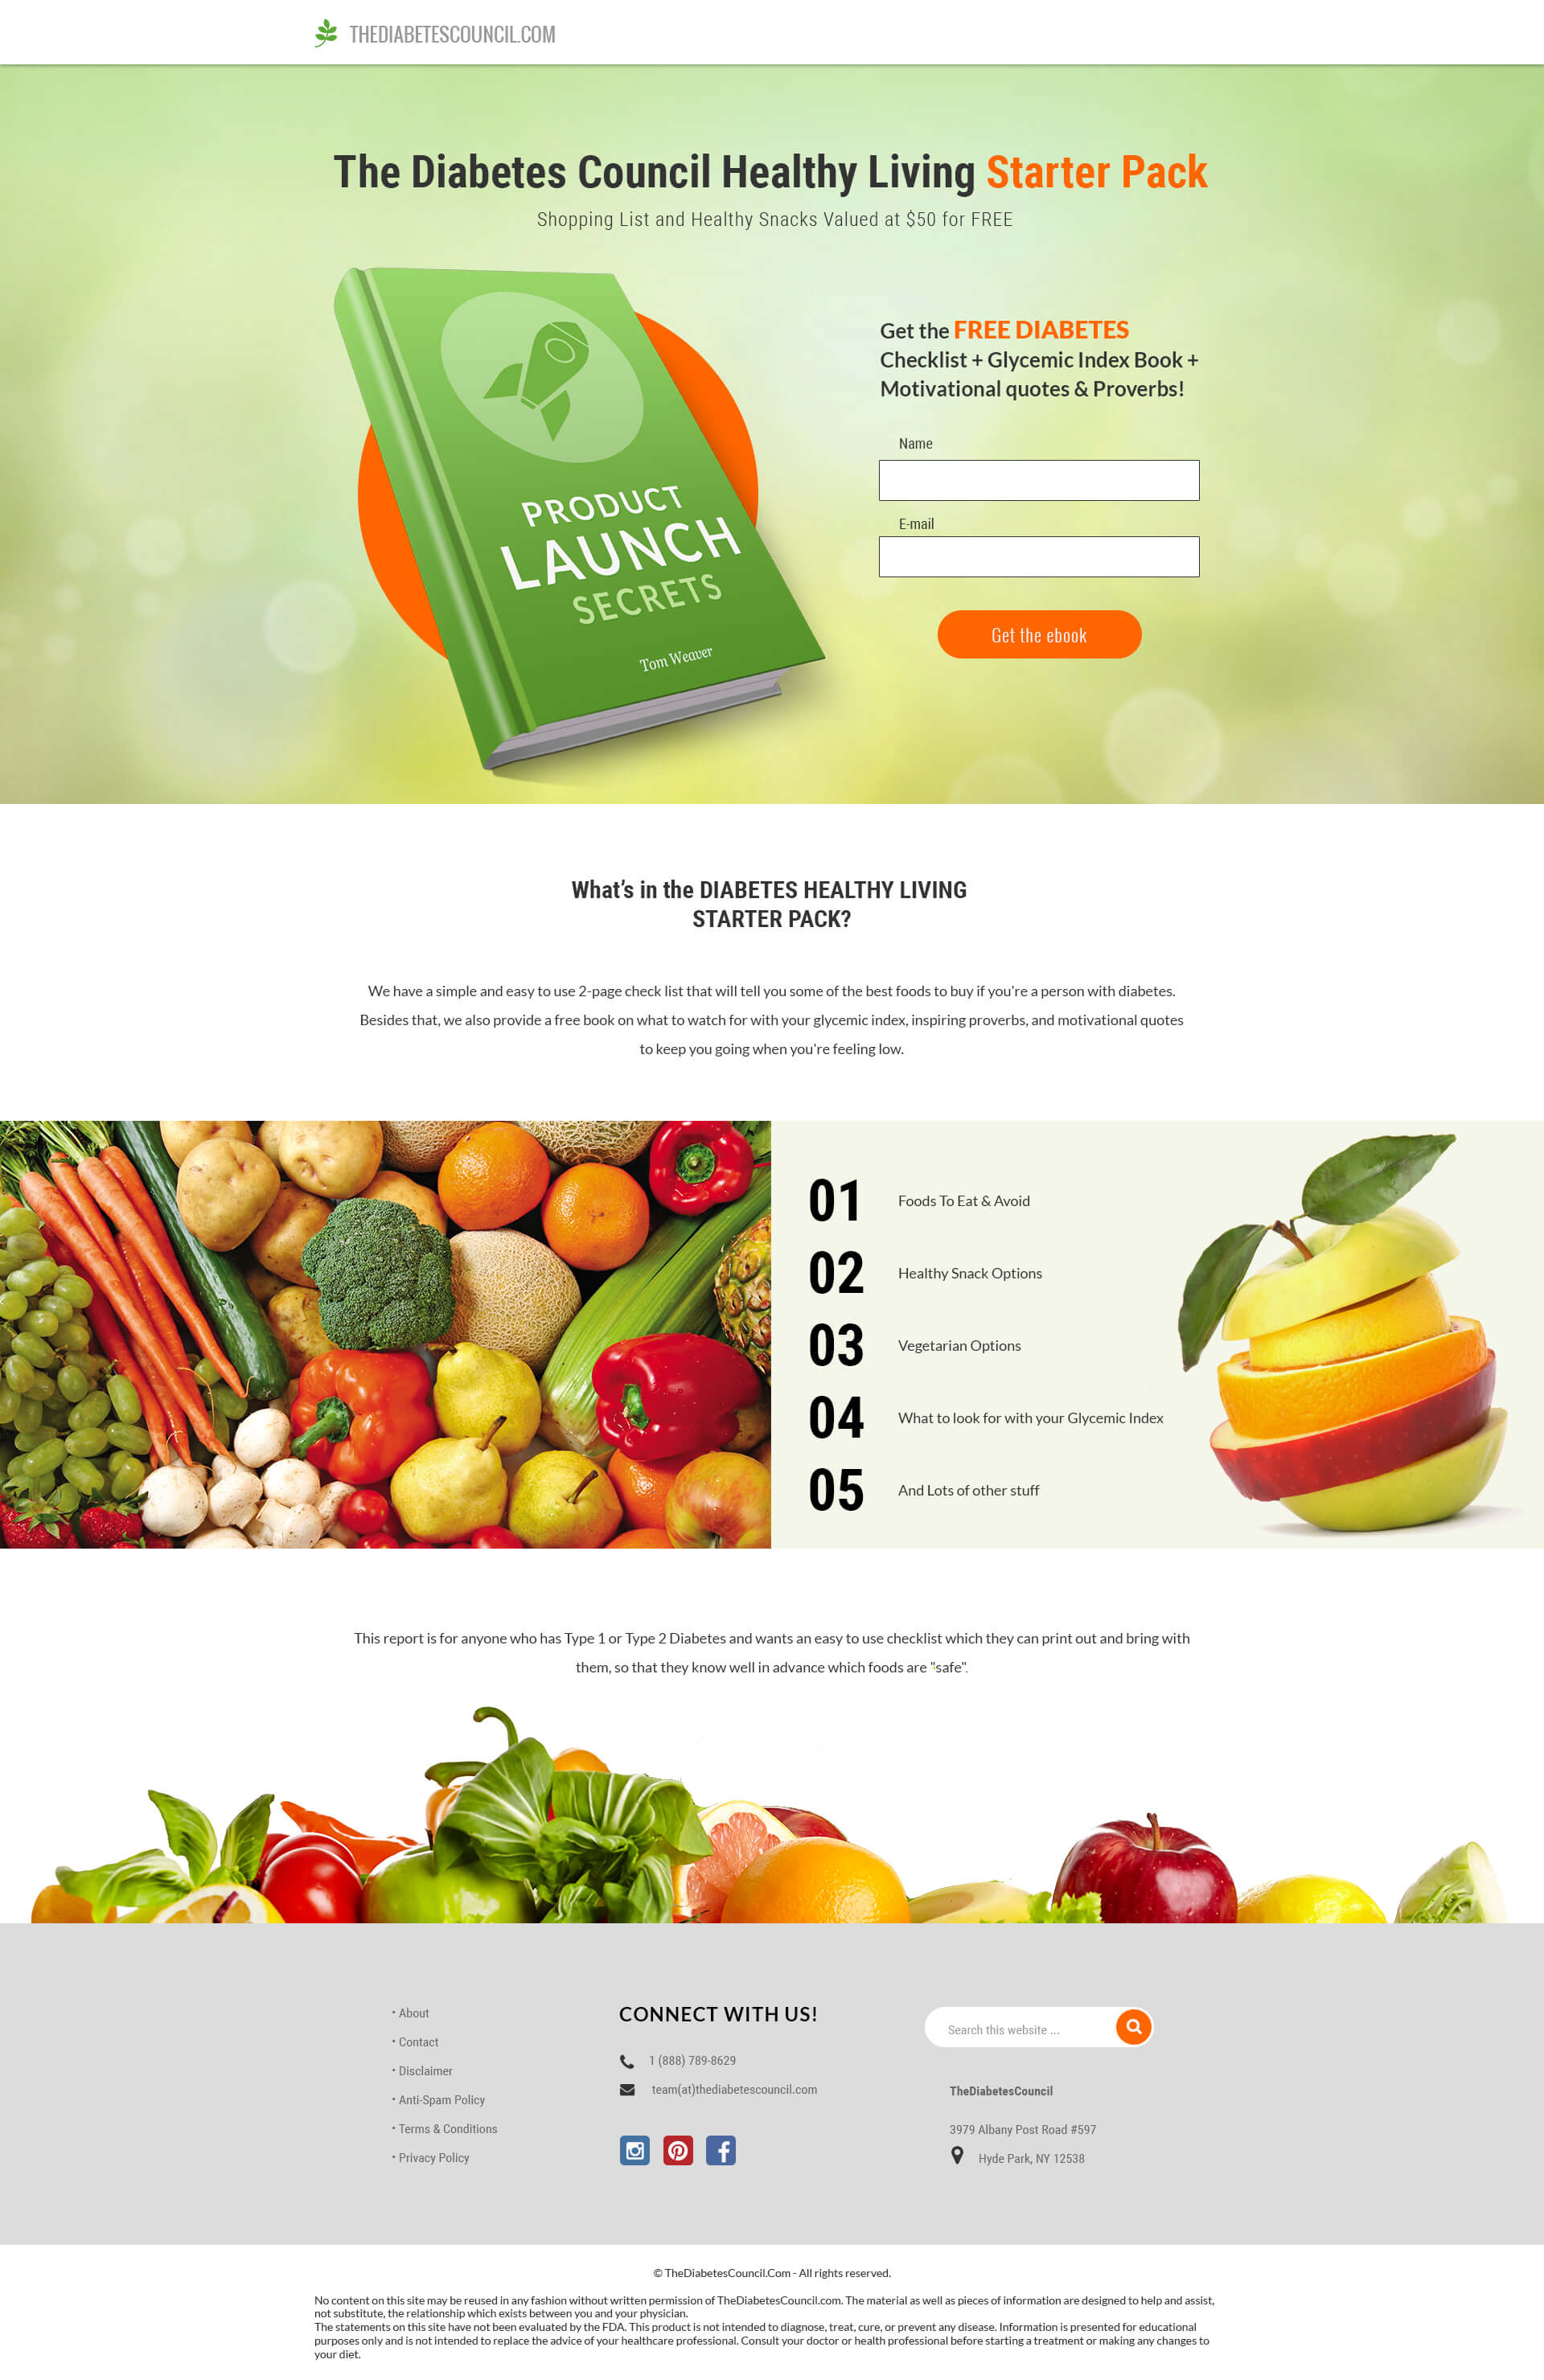 THEDIABETESCOUNCIL.COM
The Diabetes Council Healthy Living Starter Pack
Shopping List and Healthy Snacks Valued at $50 for FREE
PRODUCT
LAUNCH
SECRETS
Tom Weaver
Get the FREE DIABETES
Checklist + Glycemic Index Book +
Motivational quotes & Proverbs!
Name
E-mail
Get the ebook
What’s in the DIABETES HEALTHY LIVING
STARTER PACK?
We have a simple and easy to use 2-page check list that will tell you some of the best foods to buy if you're a person with diabetes.
Besides that, we also provide a free book on what to watch for with your glycemic index, inspiring proverbs, and motivational quotes
to keep you going when you're feeling low.
01 Foods To Eat & Avoid
02 Healthy Snack Options
03 Vegetarian Options
04 What to look for with your Glycemic Index
05 And Lots of other stuff
This report is for anyone who has Type 1 or Type 2 Diabetes and wants an easy to use checklist which they can print out and bring with
them, so that they know well in advance which foods are "safe".
• About
• Contact
• Disclaimer
• Anti-Spam Policy
• Terms & Conditions
• Privacy Policy
CONNECT WITH US!
1 (888) 789-8629
team(at)thediabetescouncil.com
Search this website ...
TheDiabetesCouncil
3979 Albany Post Road #597
Hyde Park, NY 12538
© TheDiabetesCouncil.Com - All rights reserved.
No content on this site may be reused in any fashion without written permission of TheDiabetesCouncil.com. The material as well as pieces of information are designed to help and assist,
not substitute, the relationship which exists between you and your physician.
The statements on this site have not been evaluated by the FDA. This product is not intended to diagnose, treat, cure, or prevent any disease. Information is presented for educational
purposes only and is not intended to replace the advice of your healthcare professional. Consult your doctor or health professional before starting a treatment or making any changes to
your diet.